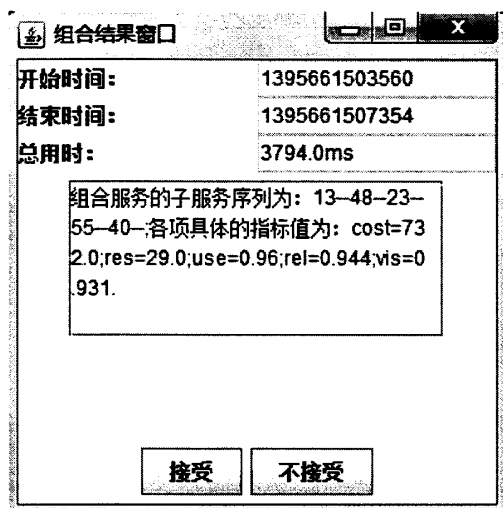 组合结果窗口
开始时间： 1395661503560
结束时间： 1395661507354
总用时： 3794.0ms
组合服务的子服务序列为：13--48--23--
55--40--;各项具体的指标值为：cost=73
2.0;res=29.0;use=0.96;rel=0.944;vis=0
.931.
接受 不接受